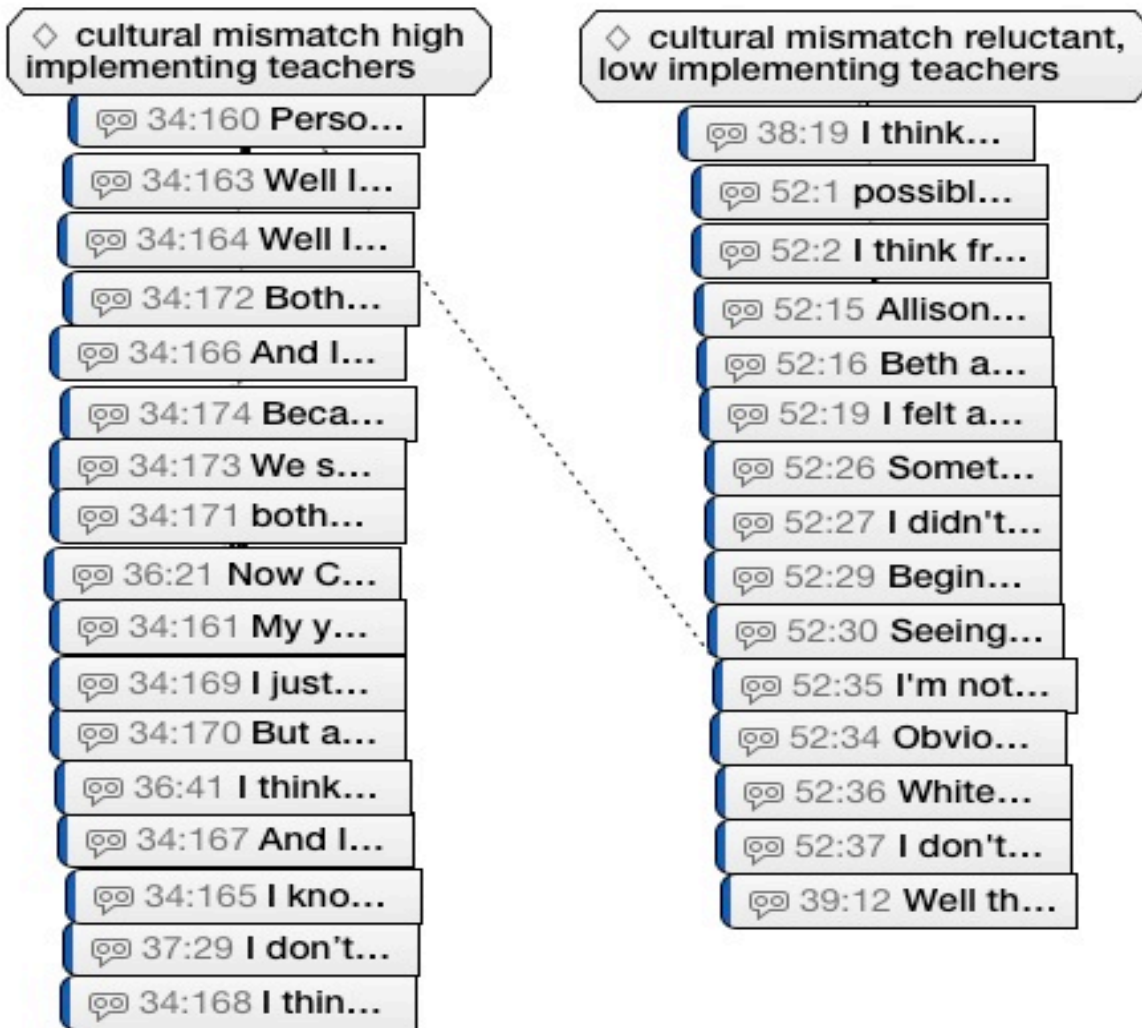 ◇ cultural mismatch high
implementing teachers
34:160 Perso...
34:163 Well I...
34:164 Well I...
34:172 Both...
34:166 And I...
34:174 Beca...
34:173 We s...
34:171 both...
36:21 Now C...
34:161 My y...
34:169 I just...
34:170 But a...
36:41 I think...
34:167 And I...
34:165 I kno...
37:29 I don't...
34:168 I thin...
◇ cultural mismatch reluctant,
low implementing teachers
38:19 I think...
52:1 possibl...
52:2 I think fr...
52:15 Allison...
52:16 Beth a...
52:19 I felt a...
52:26 Somet...
52:27 I didn't...
52:29 Begin...
52:30 Seeing...
52:35 I'm not...
52:34 Obvio...
52:36 White...
52:37 I don't...
39:12 Well th...